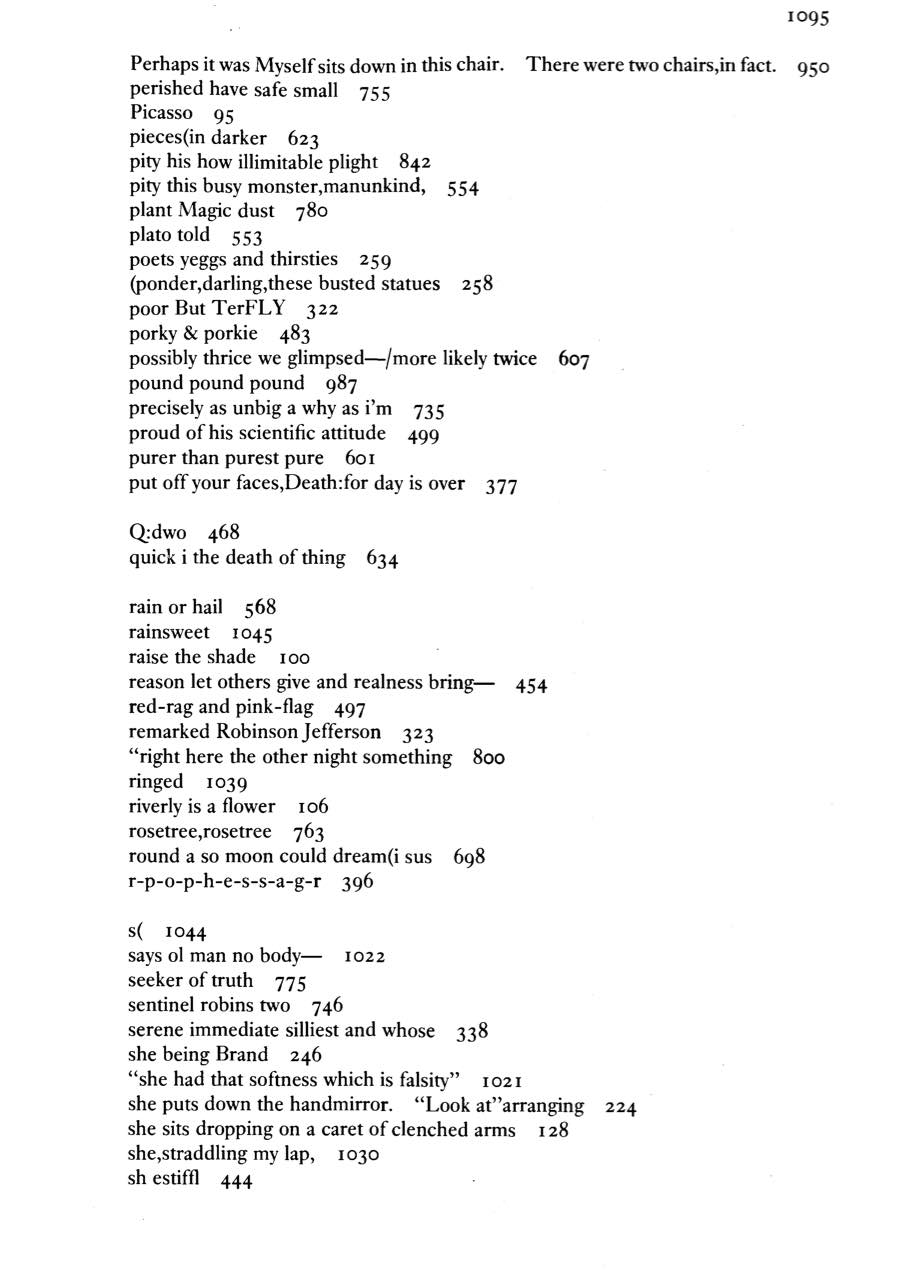 1095
Perhaps it was Myself sits down in this chair. There were two chairs,in fact. 950
perished have safe small 755
Picasso 95
pieces(in darker 623
pity his how illimitable plight 842
pity this busy monster,manunkind, 554
plant Magic dust 780
plato told 553
poets yeggs and thirsties 259
(ponder,darling,these busted statues 258
poor But TerFLY 322
porky & porkie 483
possibly thrice we glimpsed—/more likely twice 607
pound pound pound 987
precisely as unbig a why as i'm 735
proud of his scientific attitude 499
purer than purest pure 601
put off your faces,Death:for day is over 377
Q:dwo 468
quick i the death of thing 634
rain or hail 568
rainsweet 1045
raise the shade 100
reason let others give and realness bring— 454
red-rag and pink-flag 497
remarked Robinson Jefferson 323
“right here the other night something 800
ringed 1039
riverly is a flower 106
rosetree,rosetree 763
round a so moon could dream(i sus 698
r-p-o-p-h-e-s-s-a-g-r 396
s( 1044
says ol man no body— 1022
seeker of truth 775
sentinel robins two 746
serene immediate silliest and whose 338
she being Brand 246
“she had that softness which is falsity” 1021
she puts down the handmirror. “Look at”arranging 224
she sits dropping on a caret of clenched arms 128
she,straddling my lap, 1030
sh estiffl 444